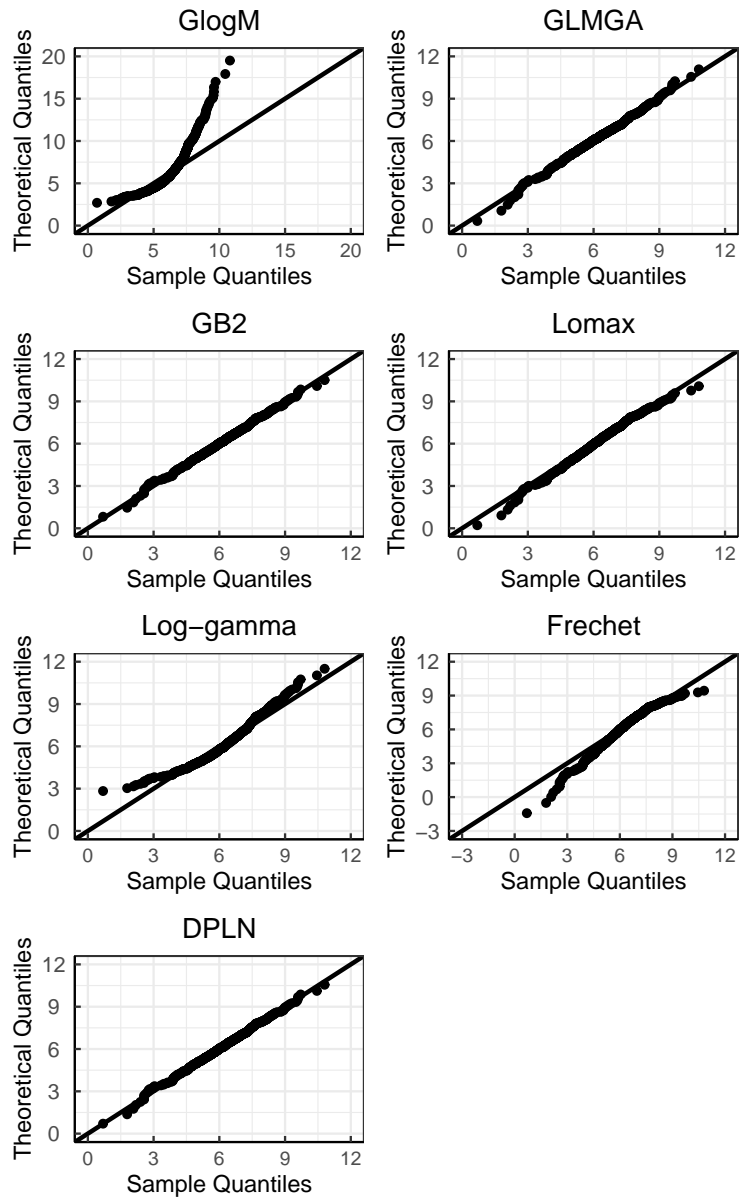 GlogM
20
15
10
5
0
Theoretical Quantiles
0 5 10 15 20
Sample Quantiles
GLMGA
12
9
6
3
0
Theoretical Quantiles
0 3 6 9 12
Sample Quantiles
GB2
12
9
6
3
0
Theoretical Quantiles
0 3 6 9 12
Sample Quantiles
Lomax
12
9
6
3
0
Theoretical Quantiles
0 3 6 9 12
Sample Quantiles
Log−gamma
12
9
6
3
0
Theoretical Quantiles
0 3 6 9 12
Sample Quantiles
Frechet
12
9
6
3
0
−3
Theoretical Quantiles
−3 0 3 6 9 12
Sample Quantiles
DPLN
12
9
6
3
0
Theoretical Quantiles
0 3 6 9 12
Sample Quantiles